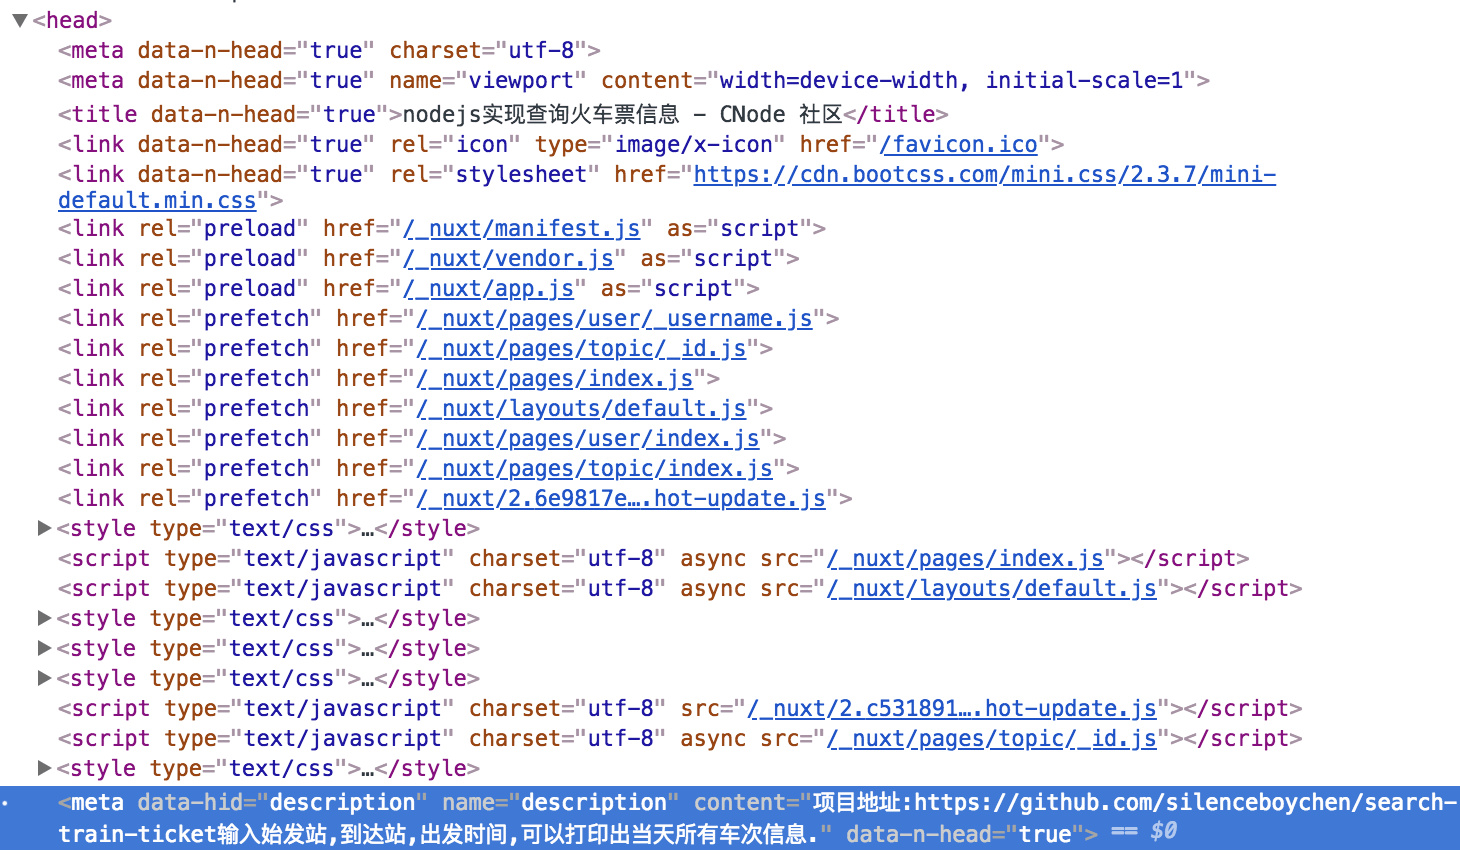 ▼<head>
<meta data-n-head="true" charset="utf-8">
<meta data-n-head="true" name="viewport" content="width=device-width, initial-scale=1">
<title data-n-head="true">nodejs实现查询火车票信息 - CNode 社区</title>
<link data-n-head="true" rel="icon" type="image/x-icon" href="/favicon.ico">
<link data-n-head="true" rel="stylesheet" href="https://cdn.bootcss.com/mini.css/2.3.7/mini-
default.min.css">
<link rel="preload" href="/_nuxt/manifest.js" as="script">
<link rel="preload" href="/_nuxt/vendor.js" as="script">
<link rel="preload" href="/_nuxt/app.js" as="script">
<link rel="prefetch" href="/_nuxt/pages/user/_username.js">
<link rel="prefetch" href="/_nuxt/pages/topic/_id.js">
<link rel="prefetch" href="/_nuxt/pages/index.js">
<link rel="prefetch" href="/_nuxt/layouts/default.js">
<link rel="prefetch" href="/_nuxt/pages/user/index.js">
<link rel="prefetch" href="/_nuxt/pages/topic/index.js">
<link rel="prefetch" href="/_nuxt/2.6e9817e….hot-update.js">
▶<style type="text/css">…</style>
<script type="text/javascript" charset="utf-8" async src="/_nuxt/pages/index.js"></script>
<script type="text/javascript" charset="utf-8" async src="/_nuxt/layouts/default.js"></script>
▶<style type="text/css">…</style>
▶<style type="text/css">…</style>
▶<style type="text/css">…</style>
<script type="text/javascript" charset="utf-8" src="/_nuxt/2.c531891….hot-update.js"></script>
<script type="text/javascript" charset="utf-8" async src="/_nuxt/pages/topic/_id.js"></script>
▶<style type="text/css">…</style>
<meta data-hid="description" name="description" content="项目地址:https://github.com/silenceboychen/search-
train-ticket输入始发站,到达站,出发时间,可以打印出当天所有车次信息." data-n-head="true"> == $0